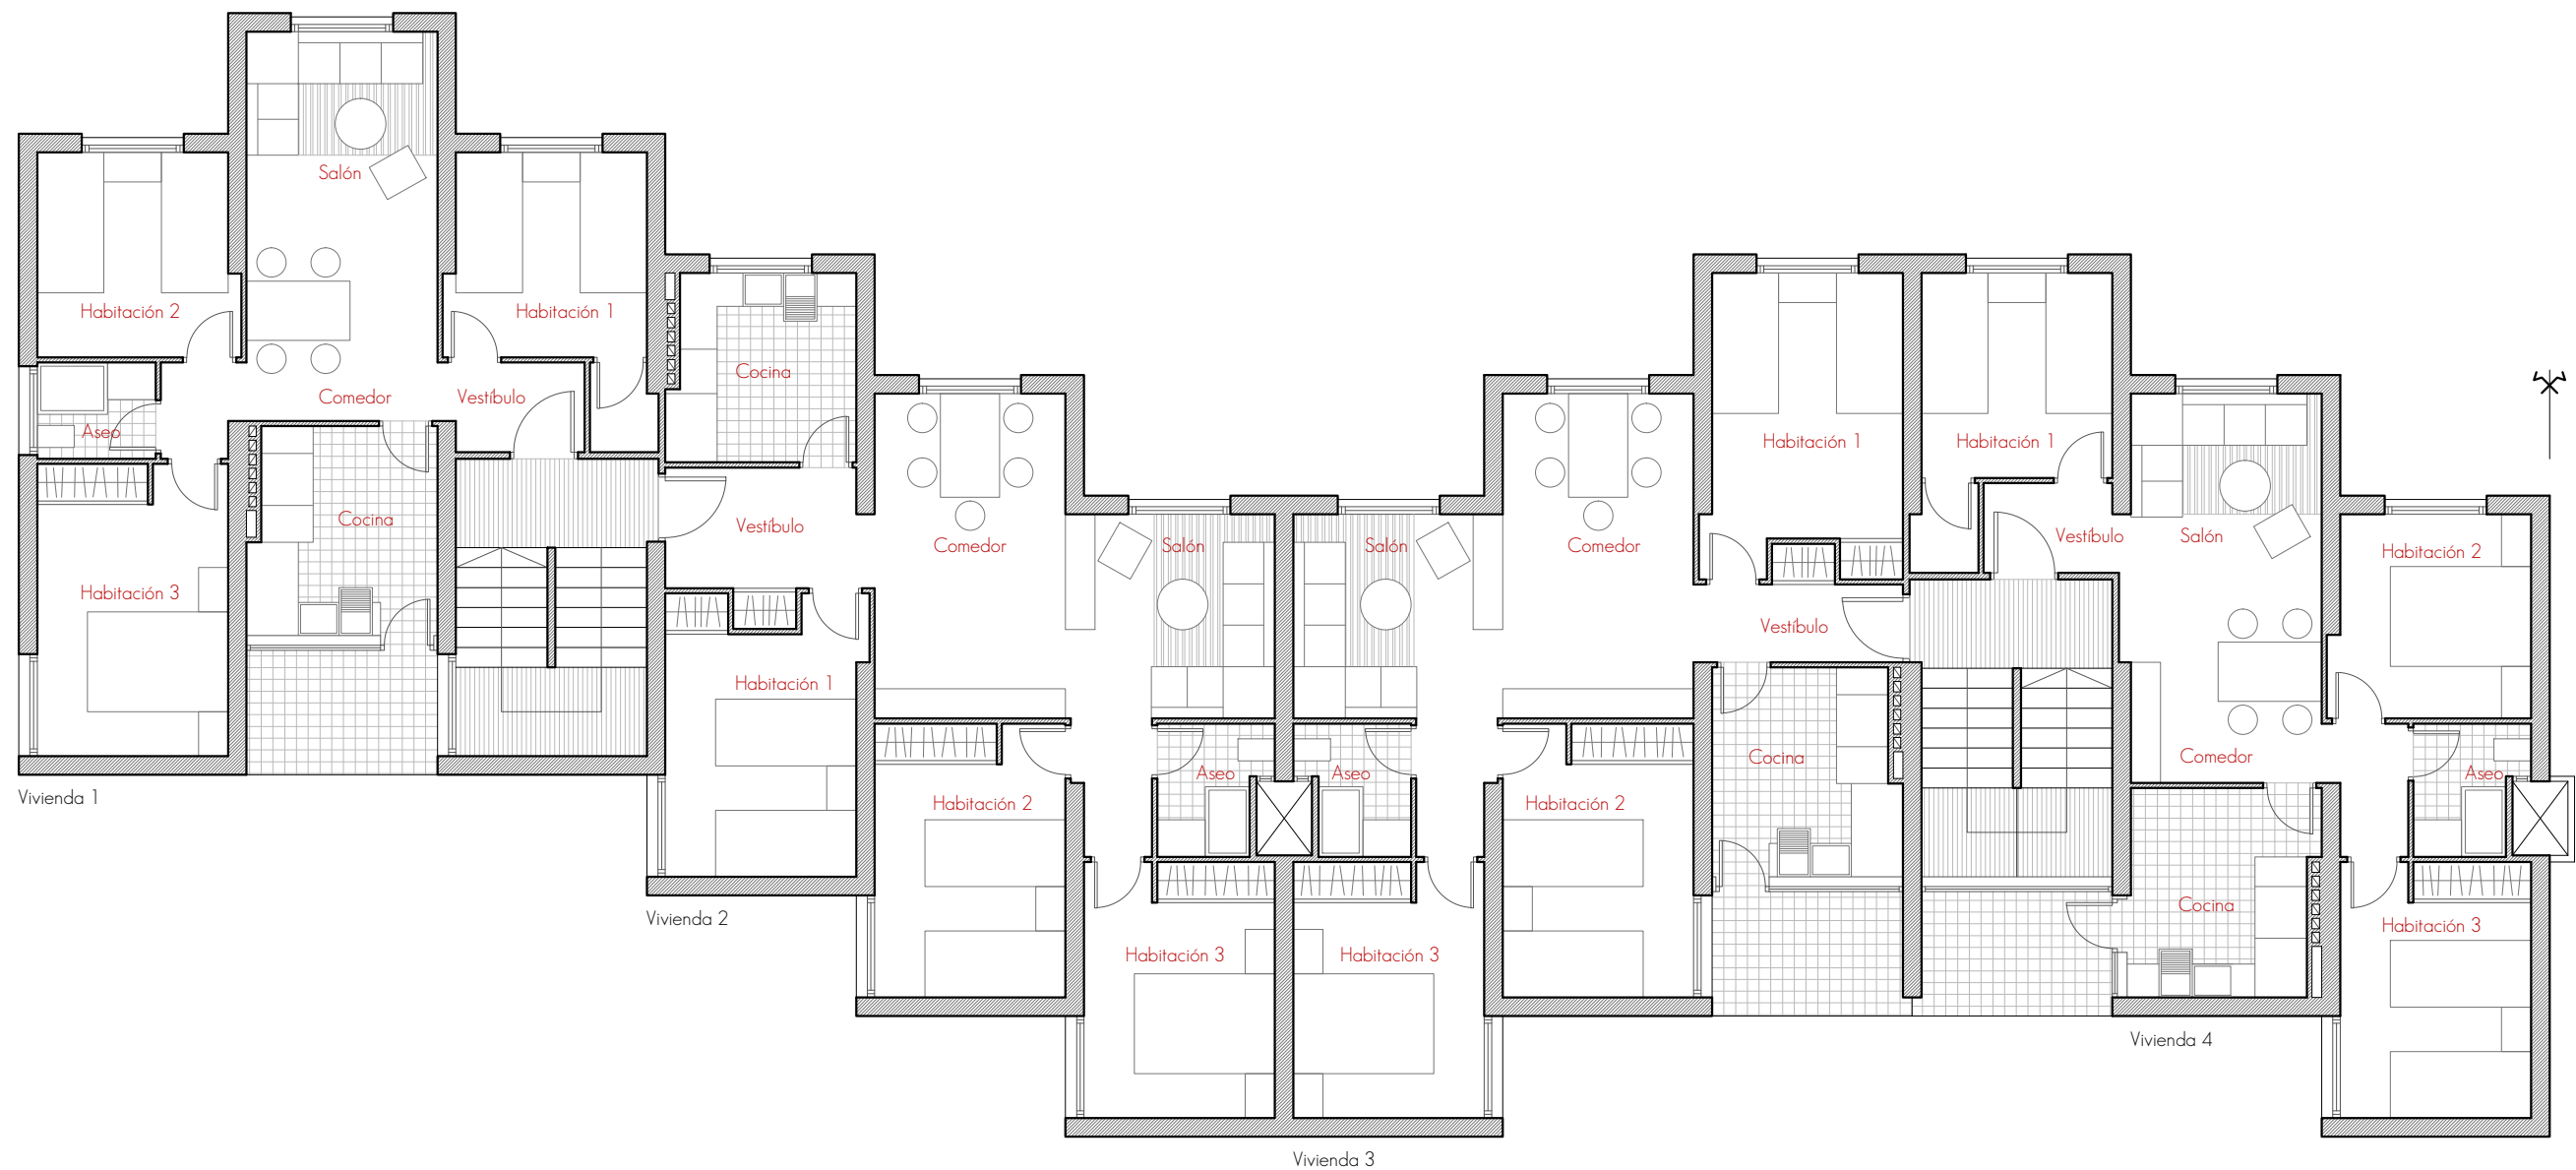 Salón
Habitación 2
Habitación 1
Comedor
Vestíbulo
Aseo
Cocina
Habitación 3
Vivienda 1
Cocina
Vestíbulo
Comedor
Salón
Habitación 1
Habitación 2
Aseo
Habitación 3
Vivienda 2
Salón
Comedor
Habitación 1
Vestíbulo
Aseo
Cocina
Habitación 2
Habitación 3
Vivienda 3
Habitación 1
Vestíbulo
Salón
Habitación 2
Comedor
Aseo
Cocina
Habitación 3
Vivienda 4